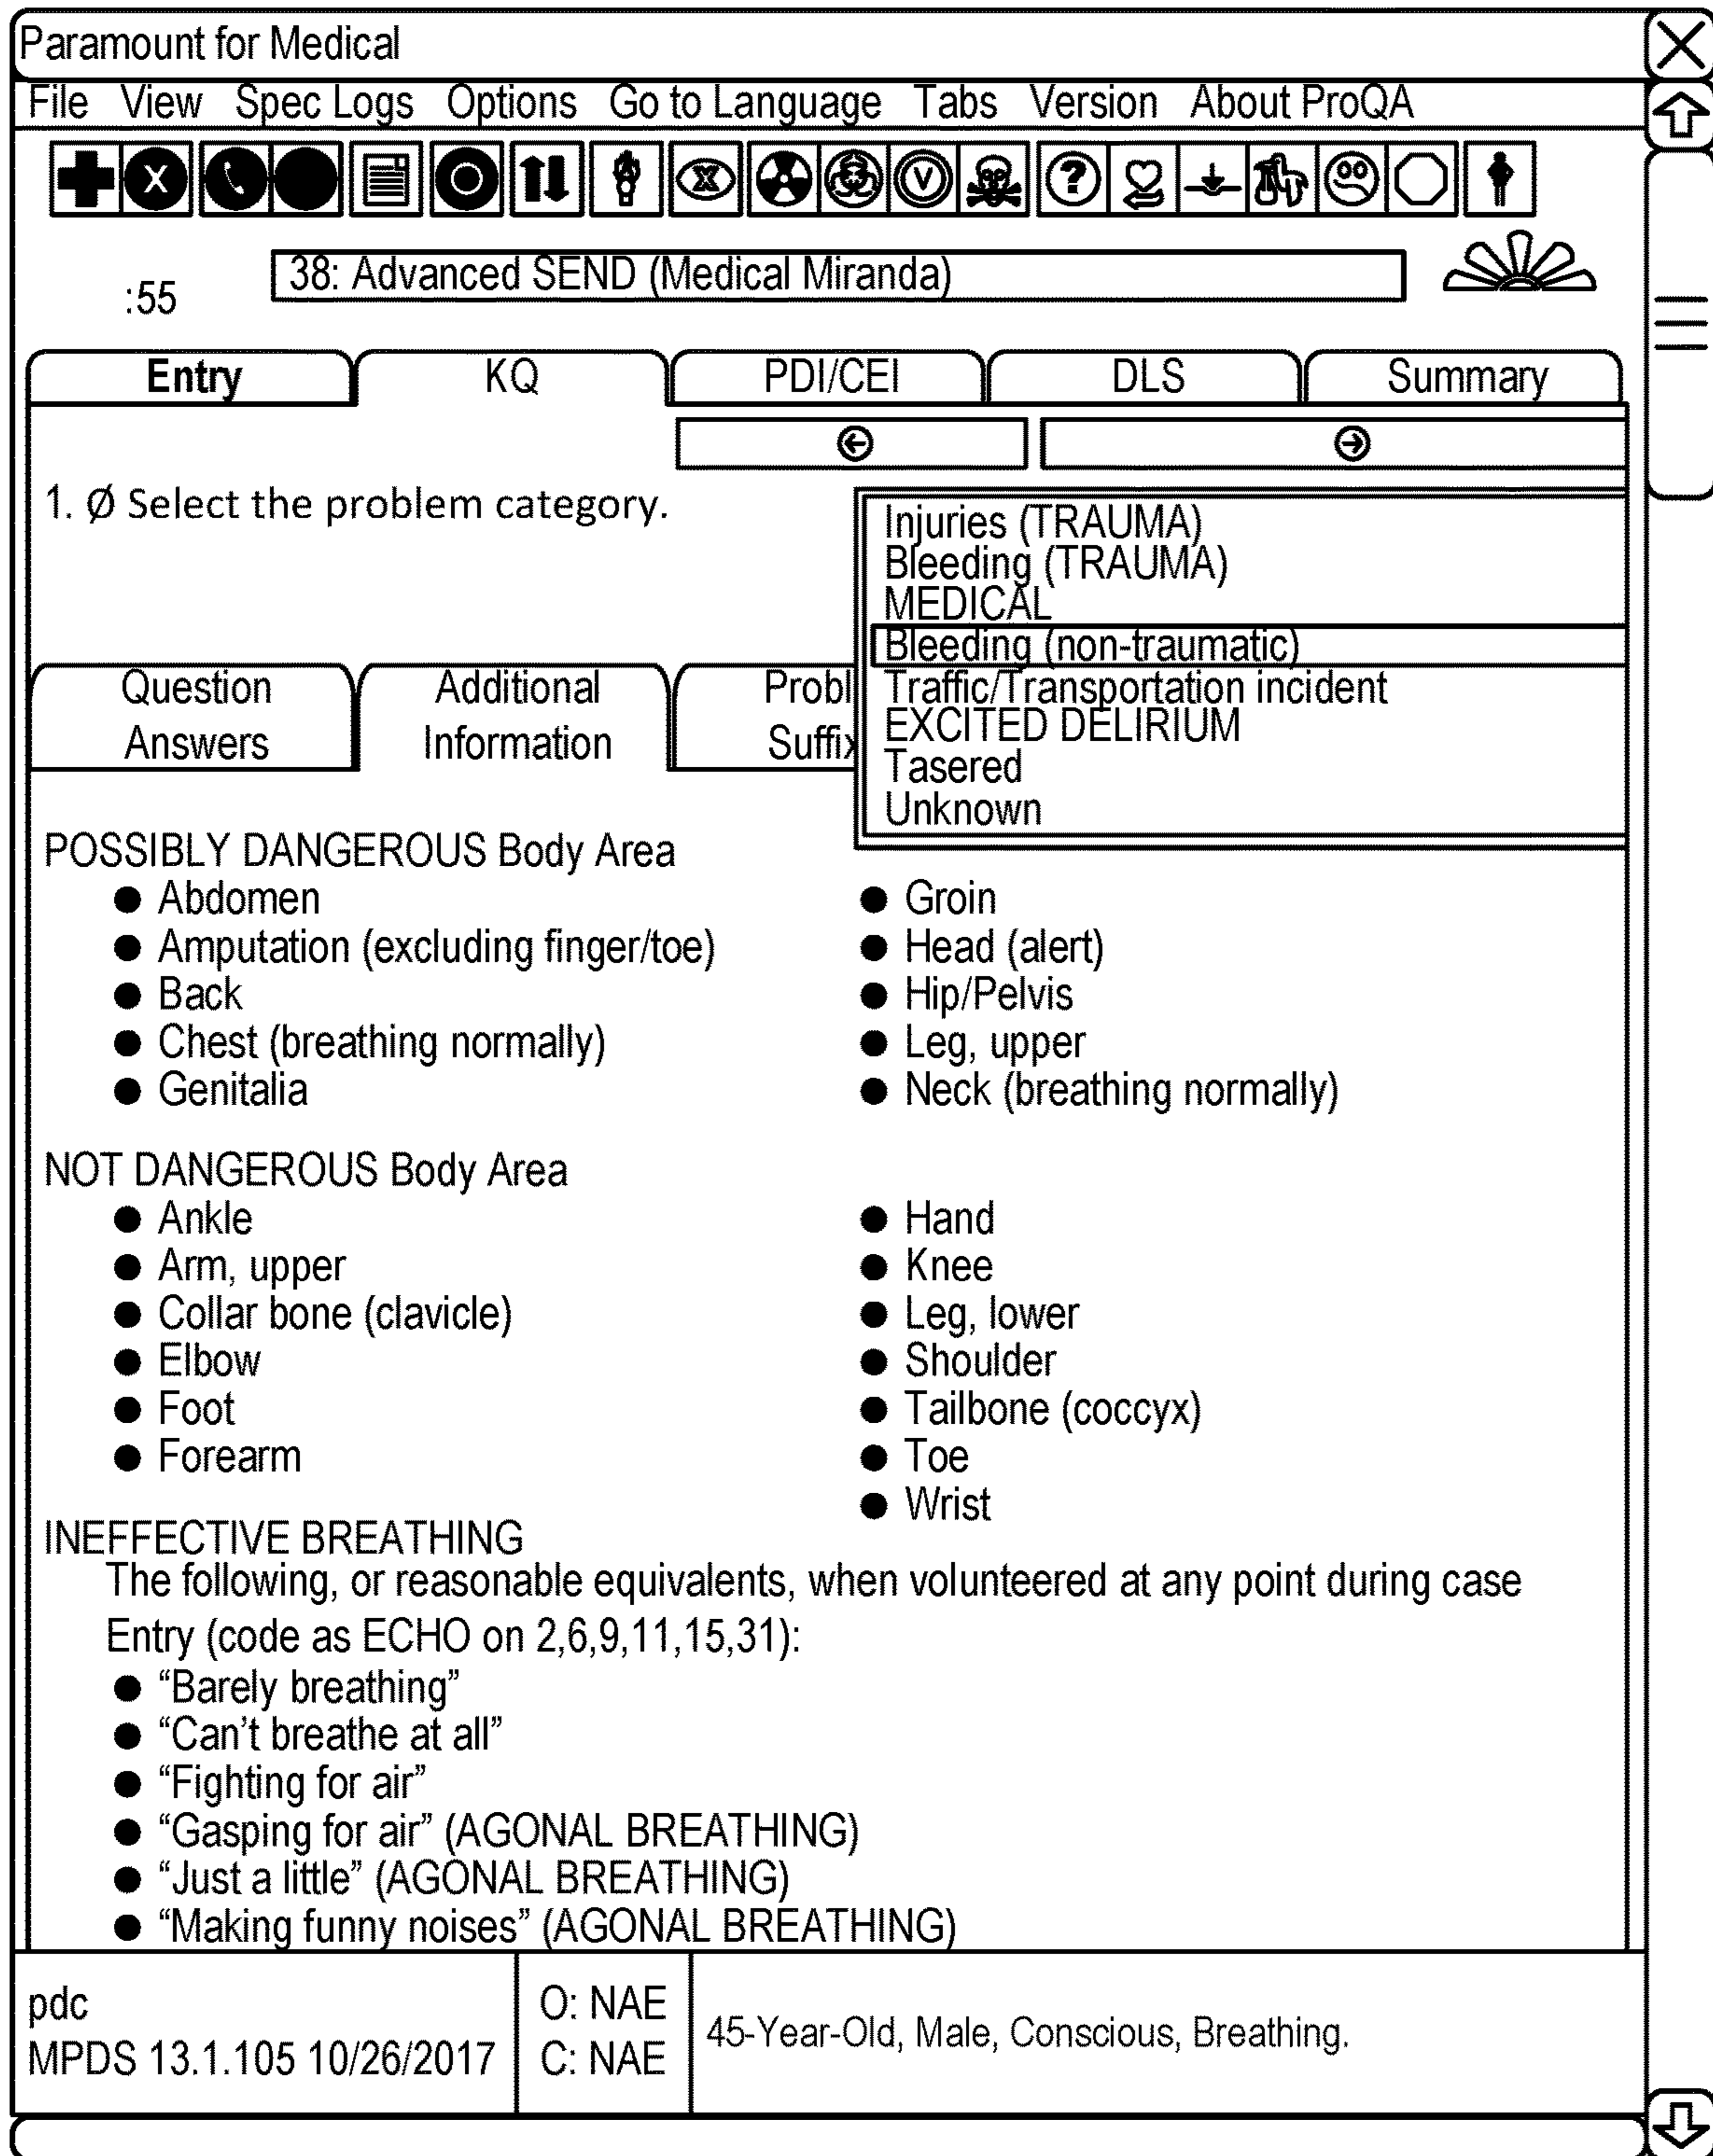 Paramount for Medical
File View Spec Logs Options Go to Language Tabs Version About ProQA
X V ?
:55
38: Advanced SEND (Medical Miranda)
Entry KQ PDI/CEI DLS Summary
1. Ø Select the problem category.
Injuries (TRAUMA)
Bleeding (TRAUMA)
MEDICAL
Bleeding (non-traumatic)
Traffic/Transportation incident
EXCITED DELIRIUM
Tasered
Unknown
Question Answers
Additional Information
Probl
Suffix
POSSIBLY DANGEROUS Body Area
● Abdomen
● Amputation (excluding finger/toe)
● Back
● Chest (breathing normally)
● Genitalia
● Groin
● Head (alert)
● Hip/Pelvis
● Leg, upper
● Neck (breathing normally)
NOT DANGEROUS Body Area
● Ankle
● Arm, upper
● Collar bone (clavicle)
● Elbow
● Foot
● Forearm
● Hand
● Knee
● Leg, lower
● Shoulder
● Tailbone (coccyx)
● Toe
● Wrist
INEFFECTIVE BREATHING
The following, or reasonable equivalents, when volunteered at any point during case
Entry (code as ECHO on 2,6,9,11,15,31):
● “Barely breathing”
● “Can’t breathe at all”
● “Fighting for air”
● “Gasping for air” (AGONAL BREATHING)
● “Just a little” (AGONAL BREATHING)
● “Making funny noises” (AGONAL BREATHING)
pdc
MPDS 13.1.105 10/26/2017
O: NAE
C: NAE
45-Year-Old, Male, Conscious, Breathing.